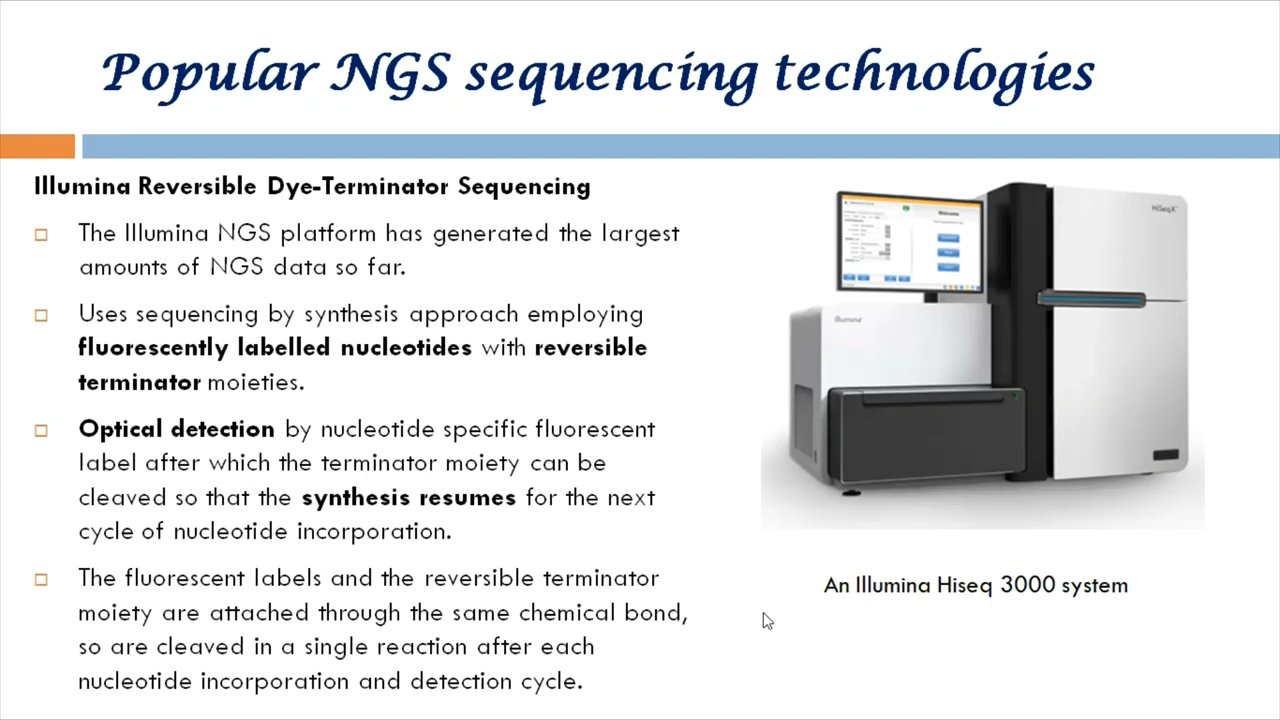 Popular NGS sequencing technologies
Illumina Reversible Dye-Terminator Sequencing
The Illumina NGS platform has generated the largest
amounts of NGS data so far.
Uses sequencing by synthesis approach employing
fluorescently labelled nucleotides with reversible
terminator moieties.
Optical detection by nucleotide specific fluorescent
label after which the terminator moiety can be
cleaved so that the synthesis resumes for the next
cycle of nucleotide incorporation.
The fluorescent labels and the reversible terminator
moiety are attached through the same chemical bond,
so are cleaved in a single reaction after each
nucleotide incorporation and detection cycle.
HiSeqX
Welcome
illumina
An Illumina Hiseq 3000 system